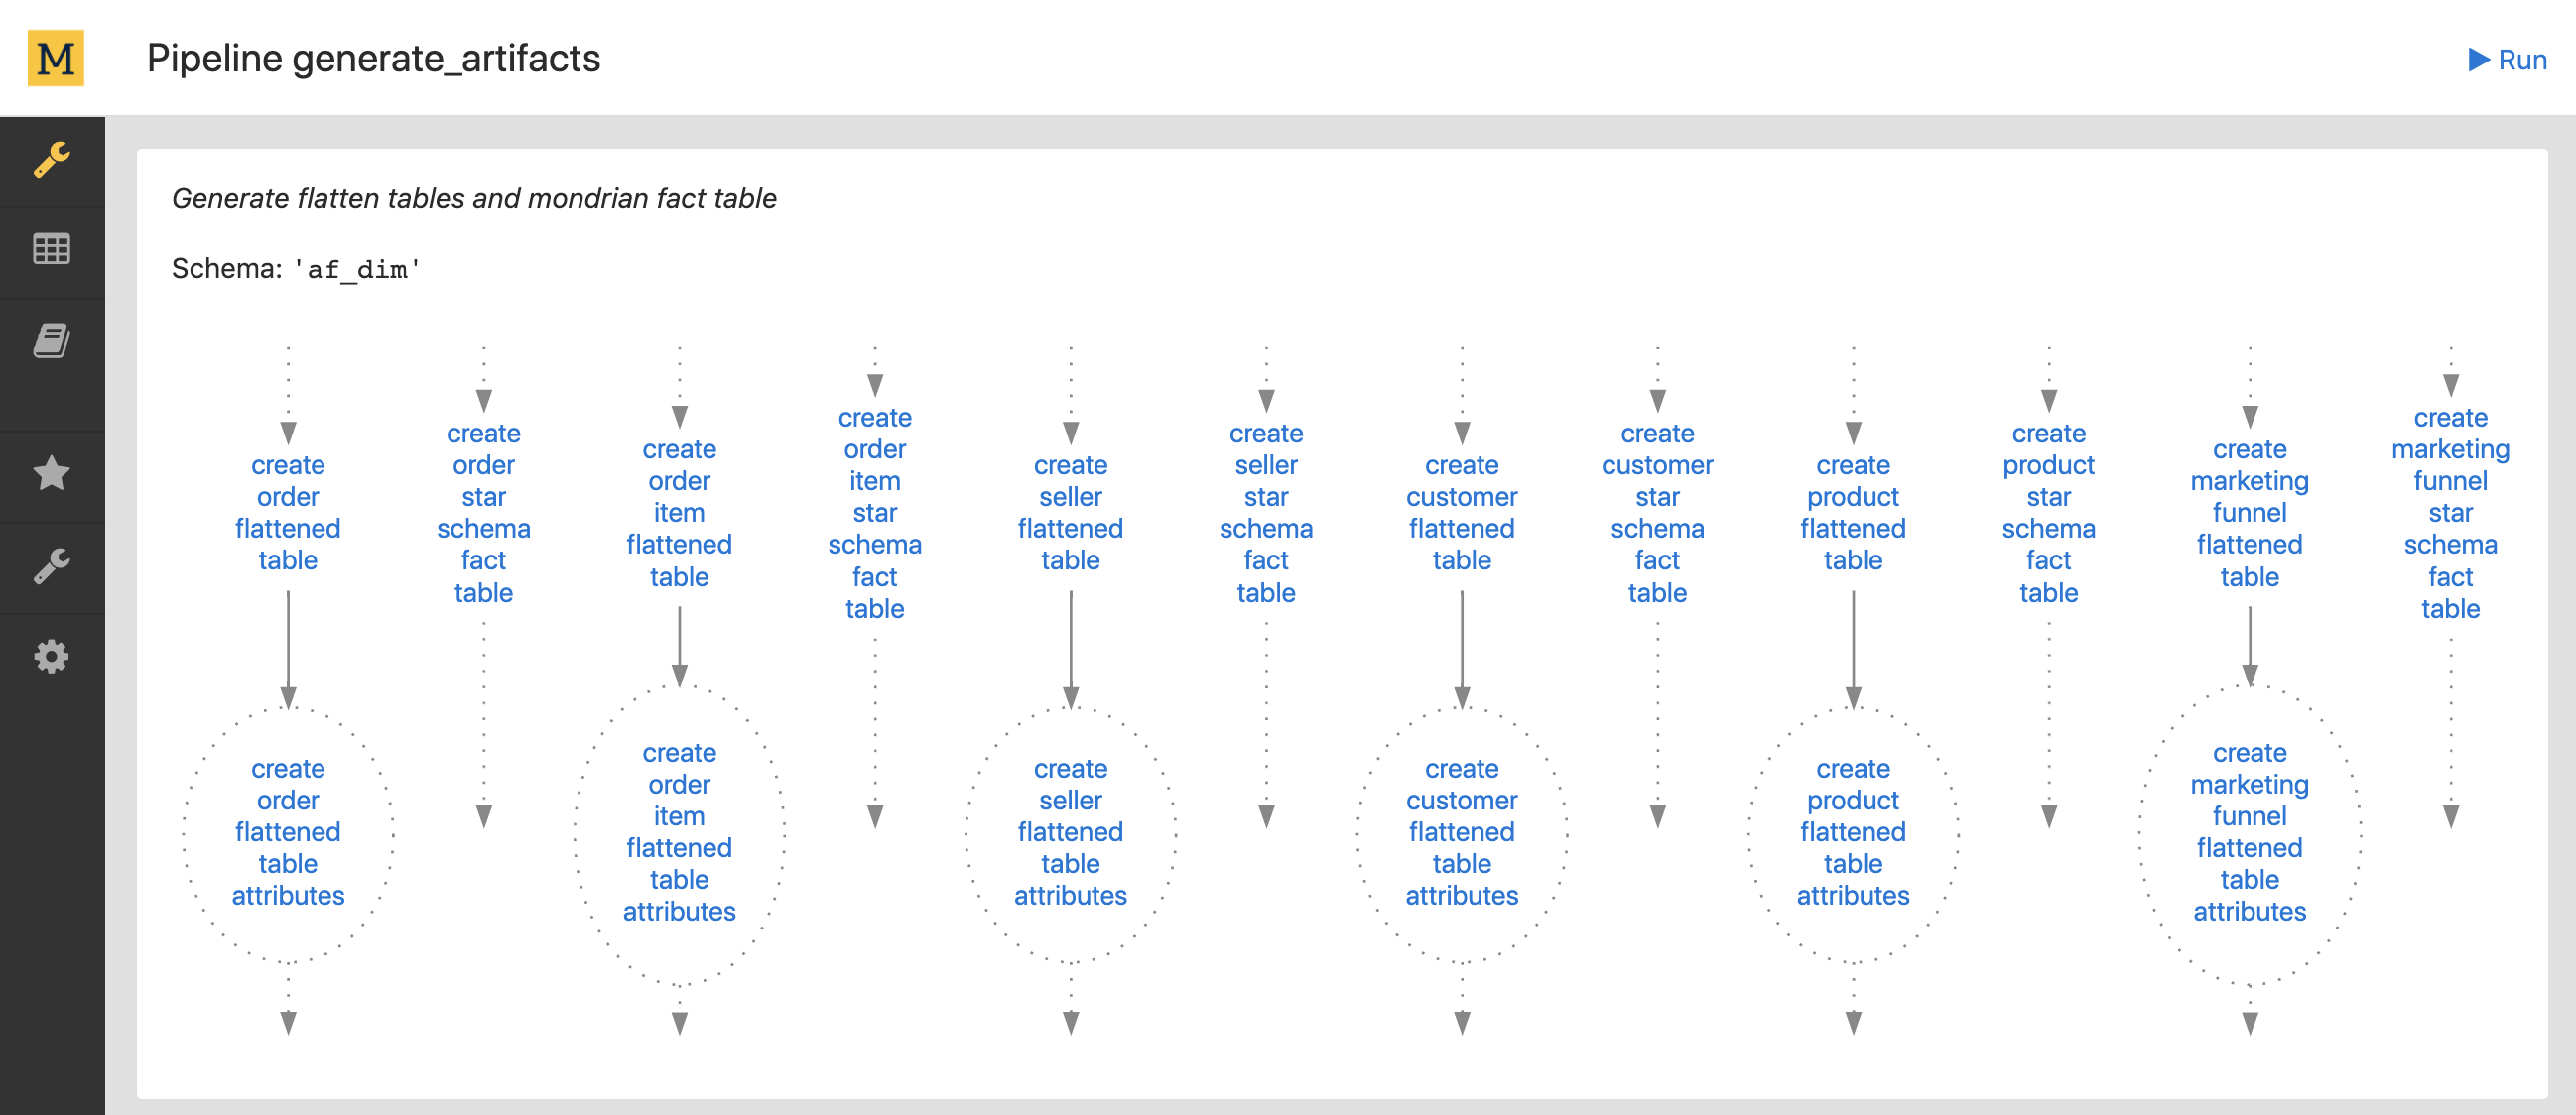 M
Pipeline generate_artifacts
Run
Generate flatten tables and mondrian fact table
Schema: 'af_dim'
create
order
flattened
table
create
order
star
schema
fact
table
create
order
item
flattened
table
create
order
item
star
schema
fact
table
create
seller
flattened
table
create
seller
star
schema
fact
table
create
customer
flattened
table
create
customer
star
schema
fact
table
create
product
flattened
table
create
product
star
schema
fact
table
create
marketing
funnel
flattened
table
create
marketing
funnel
star
schema
fact
table
create
order
flattened
table
attributes
create
order
item
flattened
table
attributes
create
seller
flattened
table
attributes
create
customer
flattened
table
attributes
create
product
flattened
table
attributes
create
marketing
funnel
flattened
table
attributes